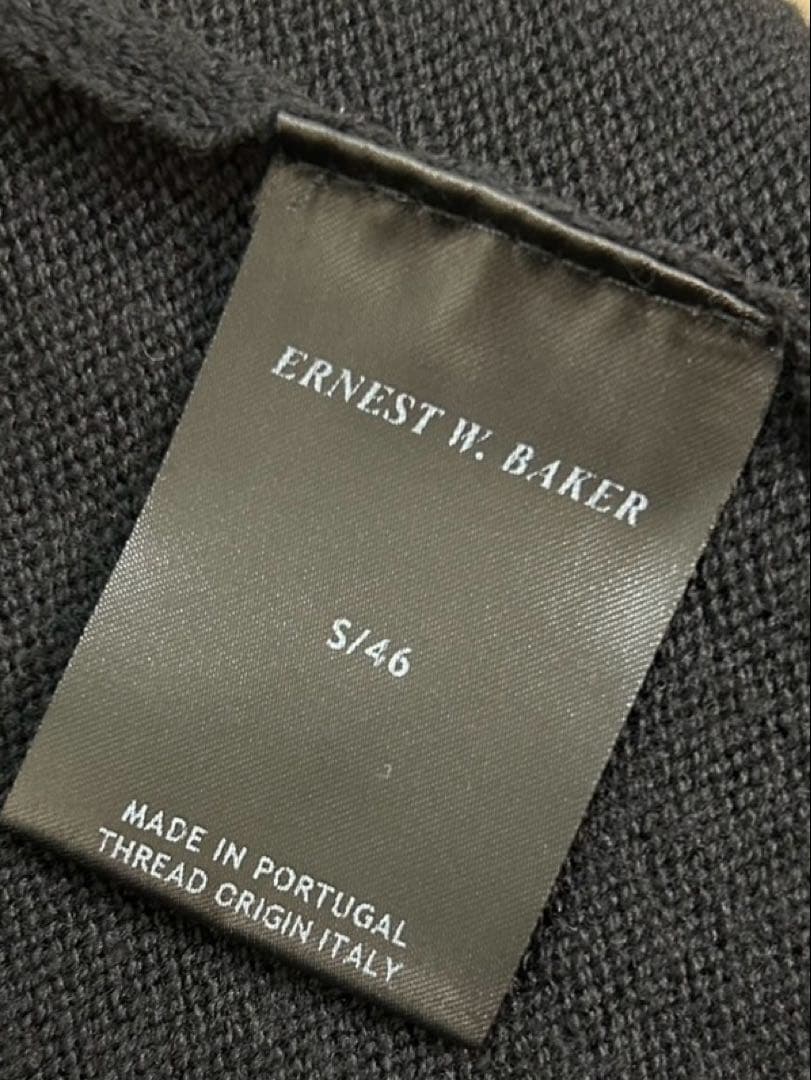 ERNEST W. BAKER
S/46
MADE IN PORTUGAL
THREAD ORIGIN ITALY